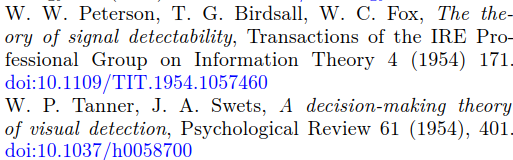 W. W. Peterson, T. G. Birdsall, W. C. Fox, The the-
ory of signal detectability, Transactions of the IRE Pro-
fessional Group on Information Theory 4 (1954) 171.
doi:10.1109/TIT.1954.1057460
W. P. Tanner, J. A. Swets, A decision-making theory
of visual detection, Psychological Review 61 (1954), 401.
doi:10.1037/h0058700